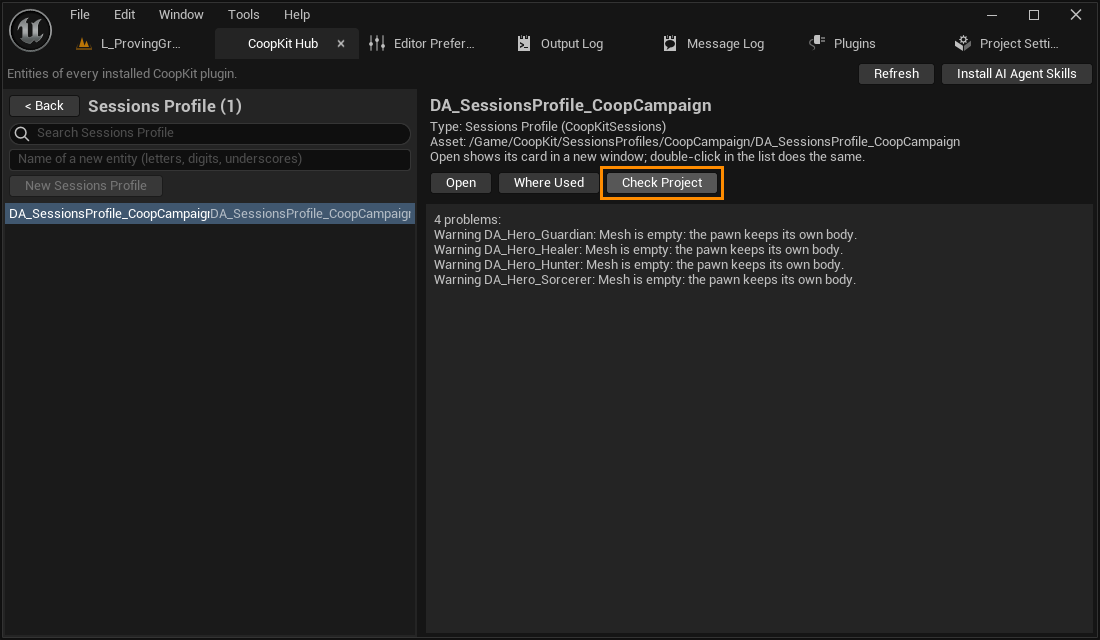 File Edit Window Tools Help
L_ProvingGr... CoopKit Hub Editor Prefer... Output Log Message Log Plugins Project Setti...
Entities of every installed CoopKit plugin. Refresh Install AI Agent Skills
< Back Sessions Profile (1)
Search Sessions Profile
Name of a new entity (letters, digits, underscores)
New Sessions Profile
DA_SessionsProfile_CoopCampaign DA_SessionsProfile_CoopCampaign
DA_SessionsProfile_CoopCampaign
Type: Sessions Profile (CoopKitSessions)
Asset: /Game/CoopKit/SessionsProfiles/CoopCampaign/DA_SessionsProfile_CoopCampaign
Open shows its card in a new window; double-click in the list does the same.
Open Where Used Check Project
4 problems:
Warning DA_Hero_Guardian: Mesh is empty: the pawn keeps its own body.
Warning DA_Hero_Healer: Mesh is empty: the pawn keeps its own body.
Warning DA_Hero_Hunter: Mesh is empty: the pawn keeps its own body.
Warning DA_Hero_Sorcerer: Mesh is empty: the pawn keeps its own body.